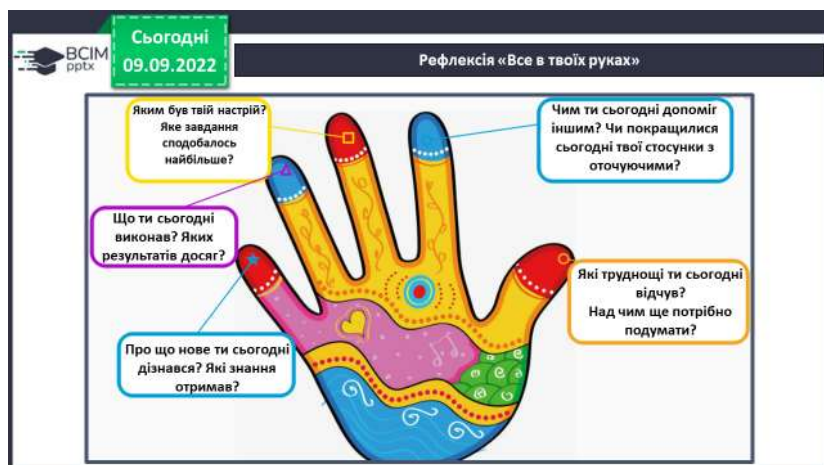 Сьогодні
09.09.2022
ВСІМ
pptx
Рефлексія «Все в твоїх руках»
Яким був твій настрій?
Яке завдання
сподобалось
найбільше?
Чим ти сьогодні допоміг
іншим? Чи покращилися
сьогодні твої стосунки з
оточуючими?
Що ти сьогодні
виконав? Яких
результатів досяг?
Які труднощі ти сьогодні
відчув?
Над чим ще потрібно
подумати?
Про що нове ти сьогодні
дізнався? Які знання
отримав?